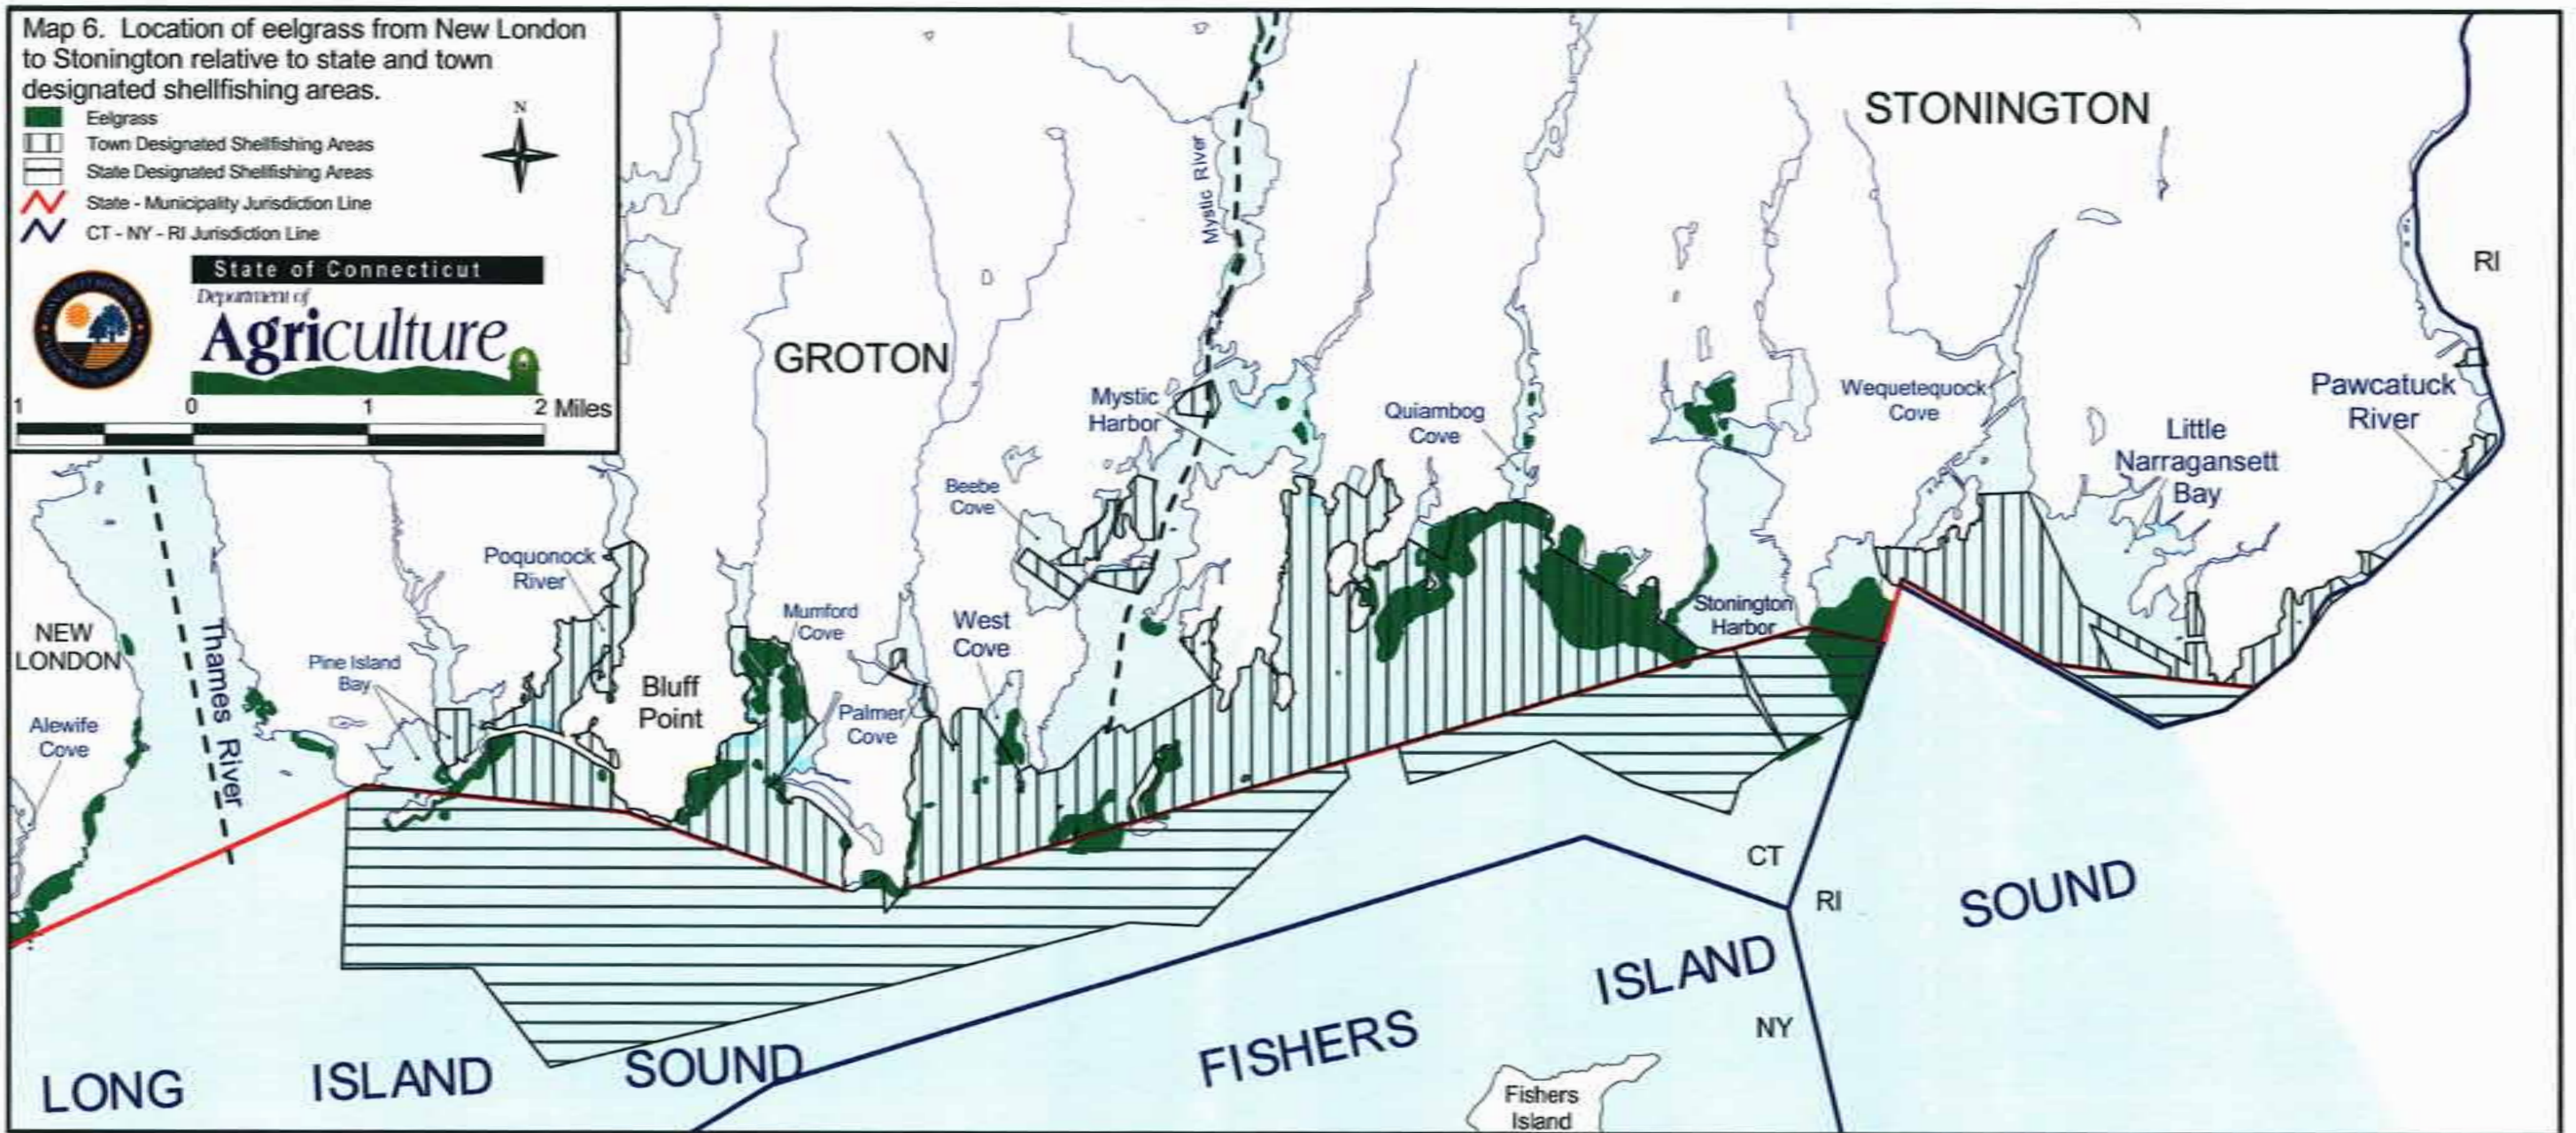 Map 6. Location of eelgrass from New London
to Stonington relative to state and town
designated shellfishing areas.
N
Eelgrass
Town Designated Shellfishing Areas
State Designated Shellfishing Areas
State - Municipality Jurisdiction Line
CT - NY - RI Jurisdiction Line
State of Connecticut
Department of
Agriculture
1 0 1 2 Miles
STONINGTON
Mystic River
RI
GROTON
Mystic
Harbor
Quiambog
Cove
Wequetequock
Cove
Pawcatuck
River
Little
Narragansett
Bay
Beebe
Cove
Poquonock
River
Mumford
Cove
West
Cove
Stonington
Harbor
NEW
LONDON
Thames River
Pine Island
Bay
Bluff
Point
Palmer
Cove
Alewife
Cove
CT
RI
NY
LONG ISLAND SOUND
FISHERS ISLAND SOUND
Fishers
Island